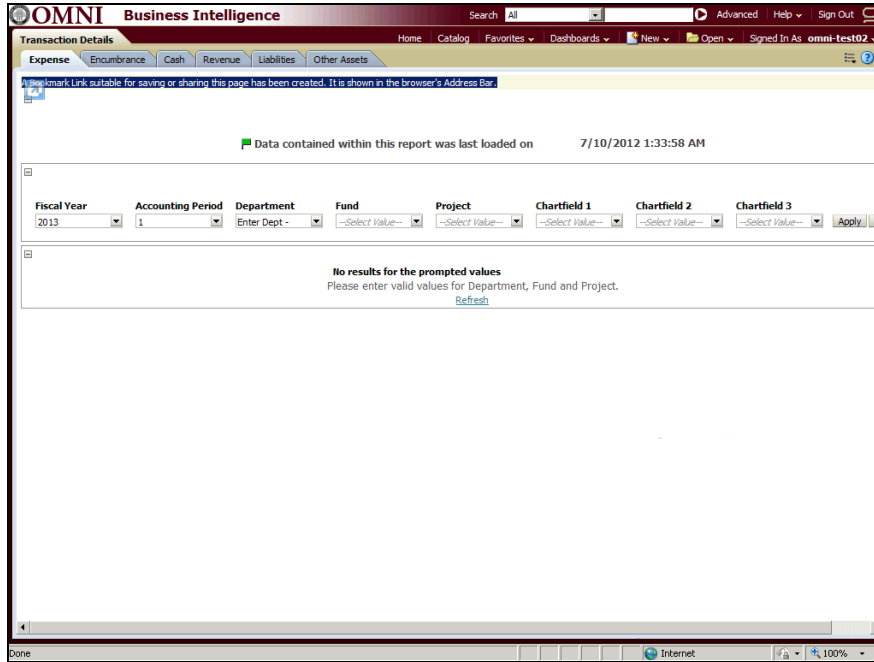 OMNI Business Intelligence Search All Advanced Help Sign Out
Transaction Details Home Catalog Favorites Dashboards New Open Signed In As omni-test02
Expense Encumbrance Cash Revenue Liabilities Other Assets
A Bookmark Link suitable for saving or sharing this page has been created. It is shown in the browser's Address Bar.
Data contained within this report was last loaded on 7/10/2012 1:33:58 AM
Fiscal Year Accounting Period Department Fund Project Chartfield 1 Chartfield 2 Chartfield 3
2013 1 Enter Dept - --Select Value-- --Select Value-- --Select Value-- --Select Value-- --Select Value-- Apply
No results for the prompted values
Please enter valid values for Department, Fund and Project.
Refresh
Done Internet 100%